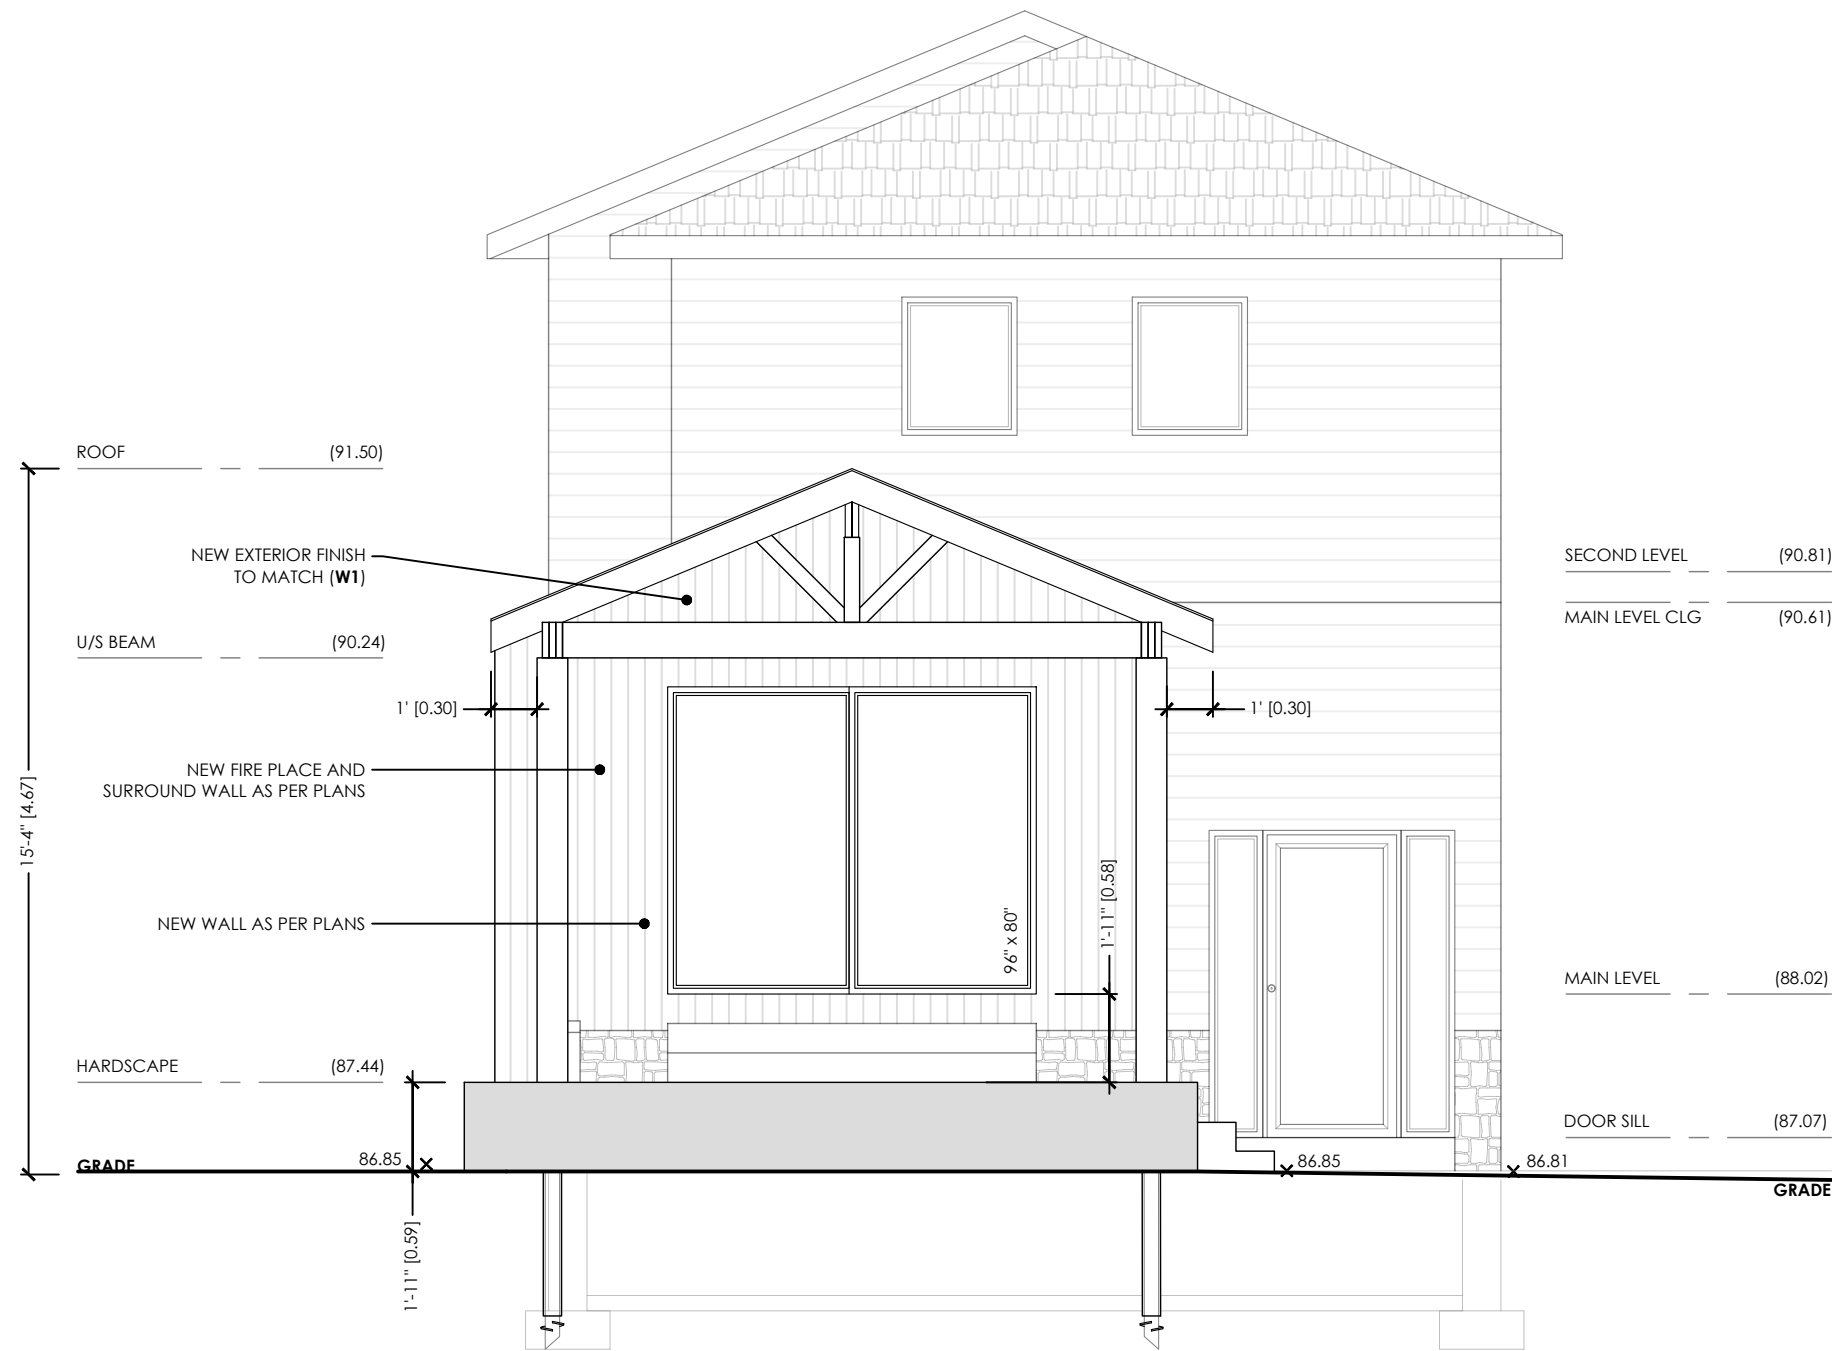 ROOF (91.50)
NEW EXTERIOR FINISH
TO MATCH (W1)
SECOND LEVEL (90.81)
MAIN LEVEL CLG (90.61)
U/S BEAM (90.24)
1' [0.30]
1' [0.30]
NEW FIRE PLACE AND
SURROUND WALL AS PER PLANS
15'-4" [4.67]
NEW WALL AS PER PLANS
96" x 80"
1'-11" [0.58]
MAIN LEVEL (88.02)
HARDSCAPE (87.44)
DOOR SILL (87.07)
GRADE 86.85
86.85
86.81
GRADE
1'-11" [0.59]